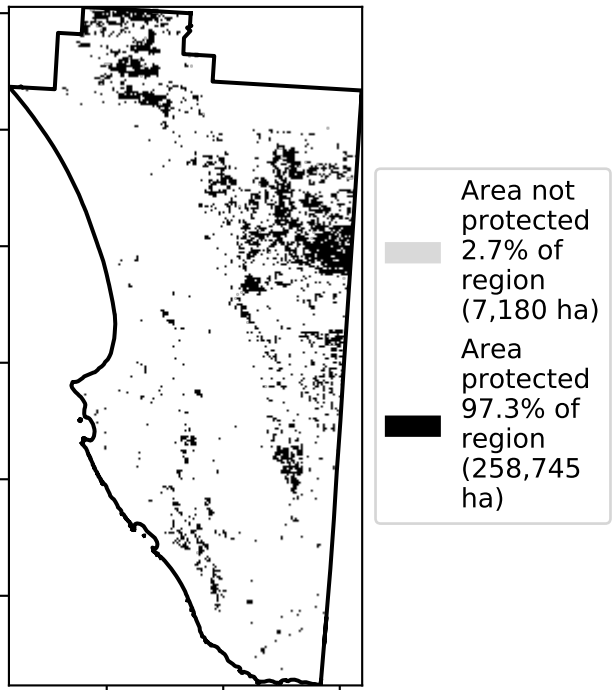 Area not
protected
2.7% of
region
(7,180 ha)
Area
protected
97.3% of
region
(258,745
ha)